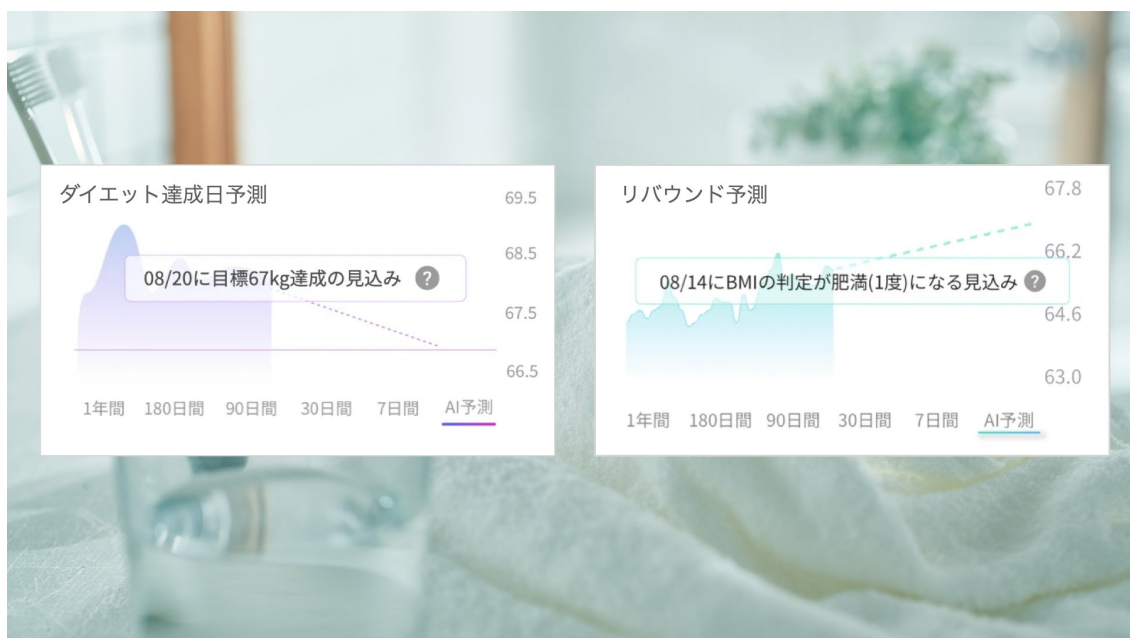 ダイエット達成日予測
69.5
68.5
08/20に目標67kg達成の見込み ?
67.5
66.5
1年間 180日間 90日間 30日間 7日間 AI予測
リバウンド予測
67.8
66.2
08/14にBMIの判定が肥満(1度)になる見込み ?
64.6
63.0
1年間 180日間 90日間 30日間 7日間 AI予測